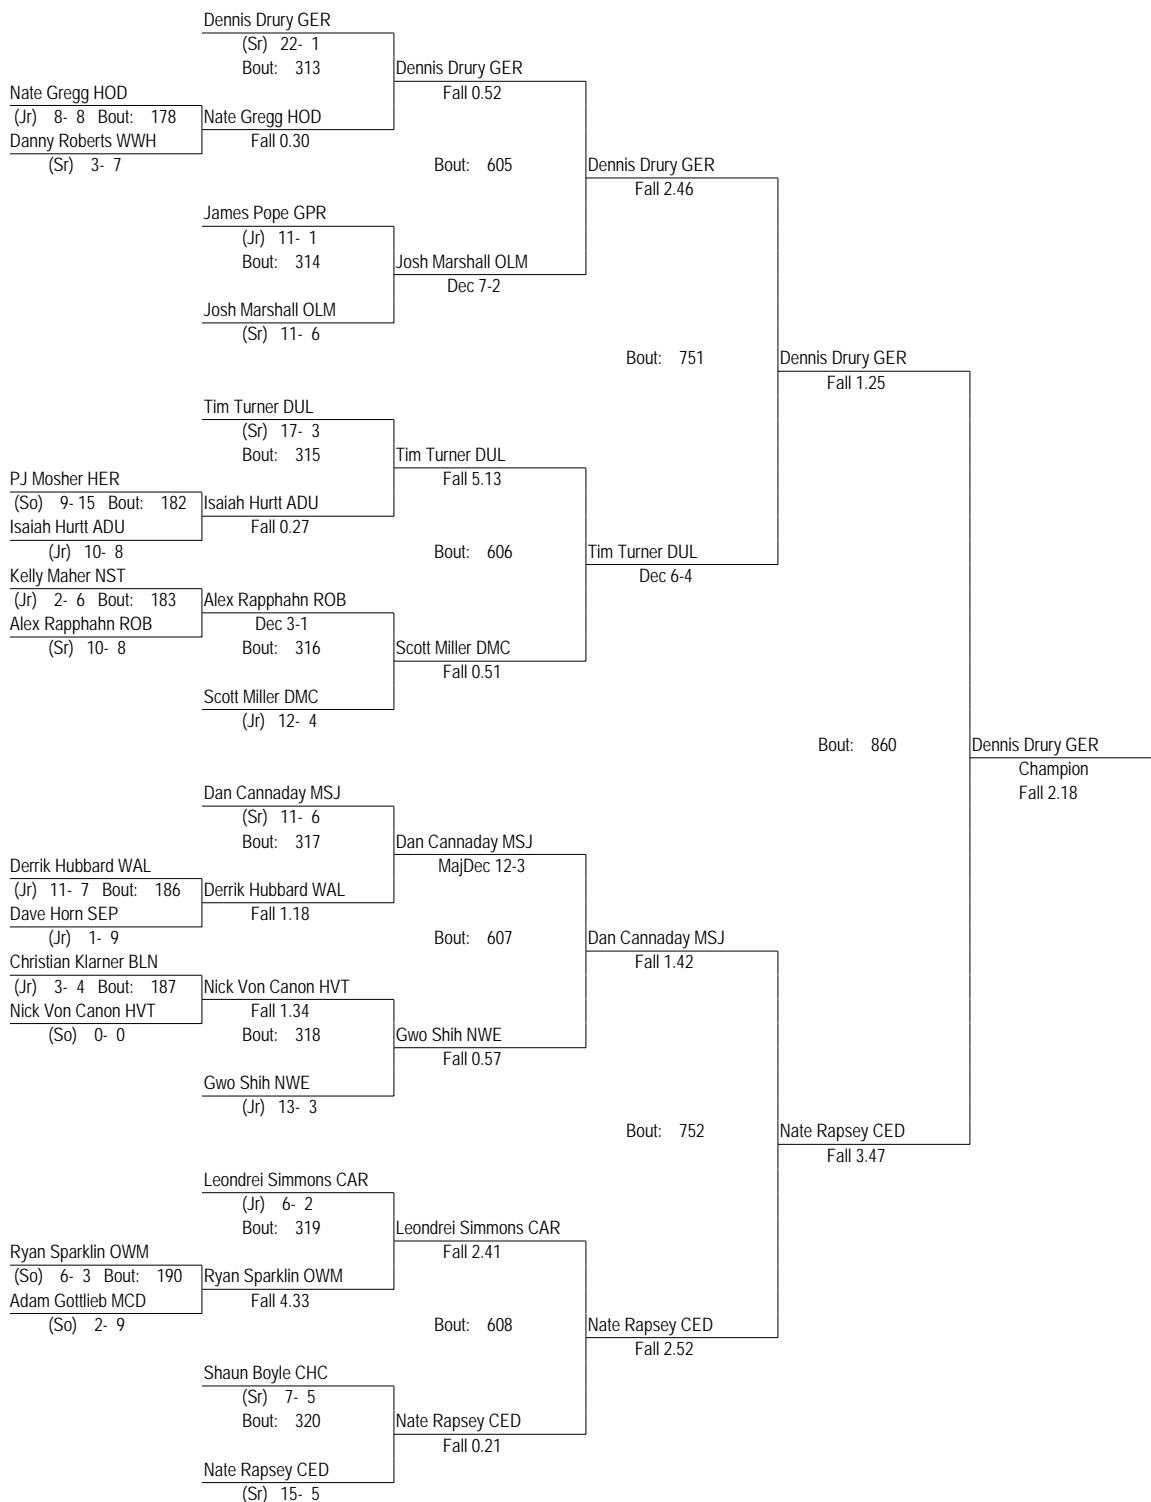 Dennis Drury GER
(Sr) 22- 1
Bout: 313
Dennis Drury GER
Fall 0.52
Nate Gregg HOD
(Jr) 8- 8 Bout: 178
Nate Gregg HOD
Danny Roberts WWH
Fall 0.30
(Sr) 3- 7
Bout: 605
Dennis Drury GER
Fall 2.46
James Pope GPR
(Jr) 11- 1
Bout: 314
Josh Marshall OLM
Dec 7-2
Josh Marshall OLM
(Sr) 11- 6
Bout: 751
Dennis Drury GER
Fall 1.25
Tim Turner DUL
(Sr) 17- 3
Bout: 315
Tim Turner DUL
Fall 5.13
PJ Mosher HER
(So) 9- 15 Bout: 182
Isaiah Hurtt ADU
Isaiah Hurtt ADU
Fall 0.27
(Jr) 10- 8
Bout: 606
Tim Turner DUL
Dec 6-4
Kelly Maher NST
(Jr) 2- 6 Bout: 183
Alex Rapphahn ROB
Alex Rapphahn ROB
Dec 3-1
(Sr) 10- 8
Bout: 316
Scott Miller DMC
Fall 0.51
Scott Miller DMC
(Jr) 12- 4
Bout: 860
Dennis Drury GER
Champion
Fall 2.18
Dan Cannaday MSJ
(Sr) 11- 6
Bout: 317
Dan Cannaday MSJ
MajDec 12-3
Derrik Hubbard WAL
(Jr) 11- 7 Bout: 186
Derrik Hubbard WAL
Dave Horn SEP
Fall 1.18
(Jr) 1- 9
Bout: 607
Dan Cannaday MSJ
Fall 1.42
Christian Klarner BLN
(Jr) 3- 4 Bout: 187
Nick Von Canon HVT
Nick Von Canon HVT
Fall 1.34
(So) 0- 0
Bout: 318
Gwo Shih NWE
Fall 0.57
Gwo Shih NWE
(Jr) 13- 3
Bout: 752
Nate Rapsey CED
Fall 3.47
Leondrei Simmons CAR
(Jr) 6- 2
Bout: 319
Leondrei Simmons CAR
Fall 2.41
Ryan Sparklin OWM
(So) 6- 3 Bout: 190
Ryan Sparklin OWM
Adam Gottlieb MCD
Fall 4.33
(So) 2- 9
Bout: 608
Nate Rapsey CED
Fall 2.52
Shaun Boyle CHC
(Sr) 7- 5
Bout: 320
Nate Rapsey CED
Fall 0.21
Nate Rapsey CED
(Sr) 15- 5